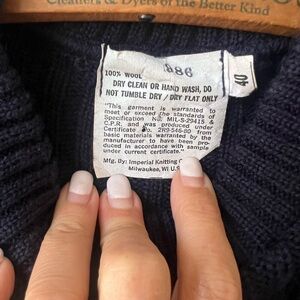 Cleaners & Dyers of the Better Kind
986
40
100% WOOL
DRY CLEAN OR HAND WASH, DO
NOT TUMBLE DRY / DRY FLAT ONLY
"This garment is warranted to
meet or exceed the standards of
Specification No. MIL-S-29415 &
C.P.R. and was produced under
Certificate No. 2R9-546-80 from
basic materials warranted by the
manufacturer to have been pro-
duced in accordance with sample
under current certificate."
Mfg. By: Imperial Knitting
Milwaukee, WI U.S.